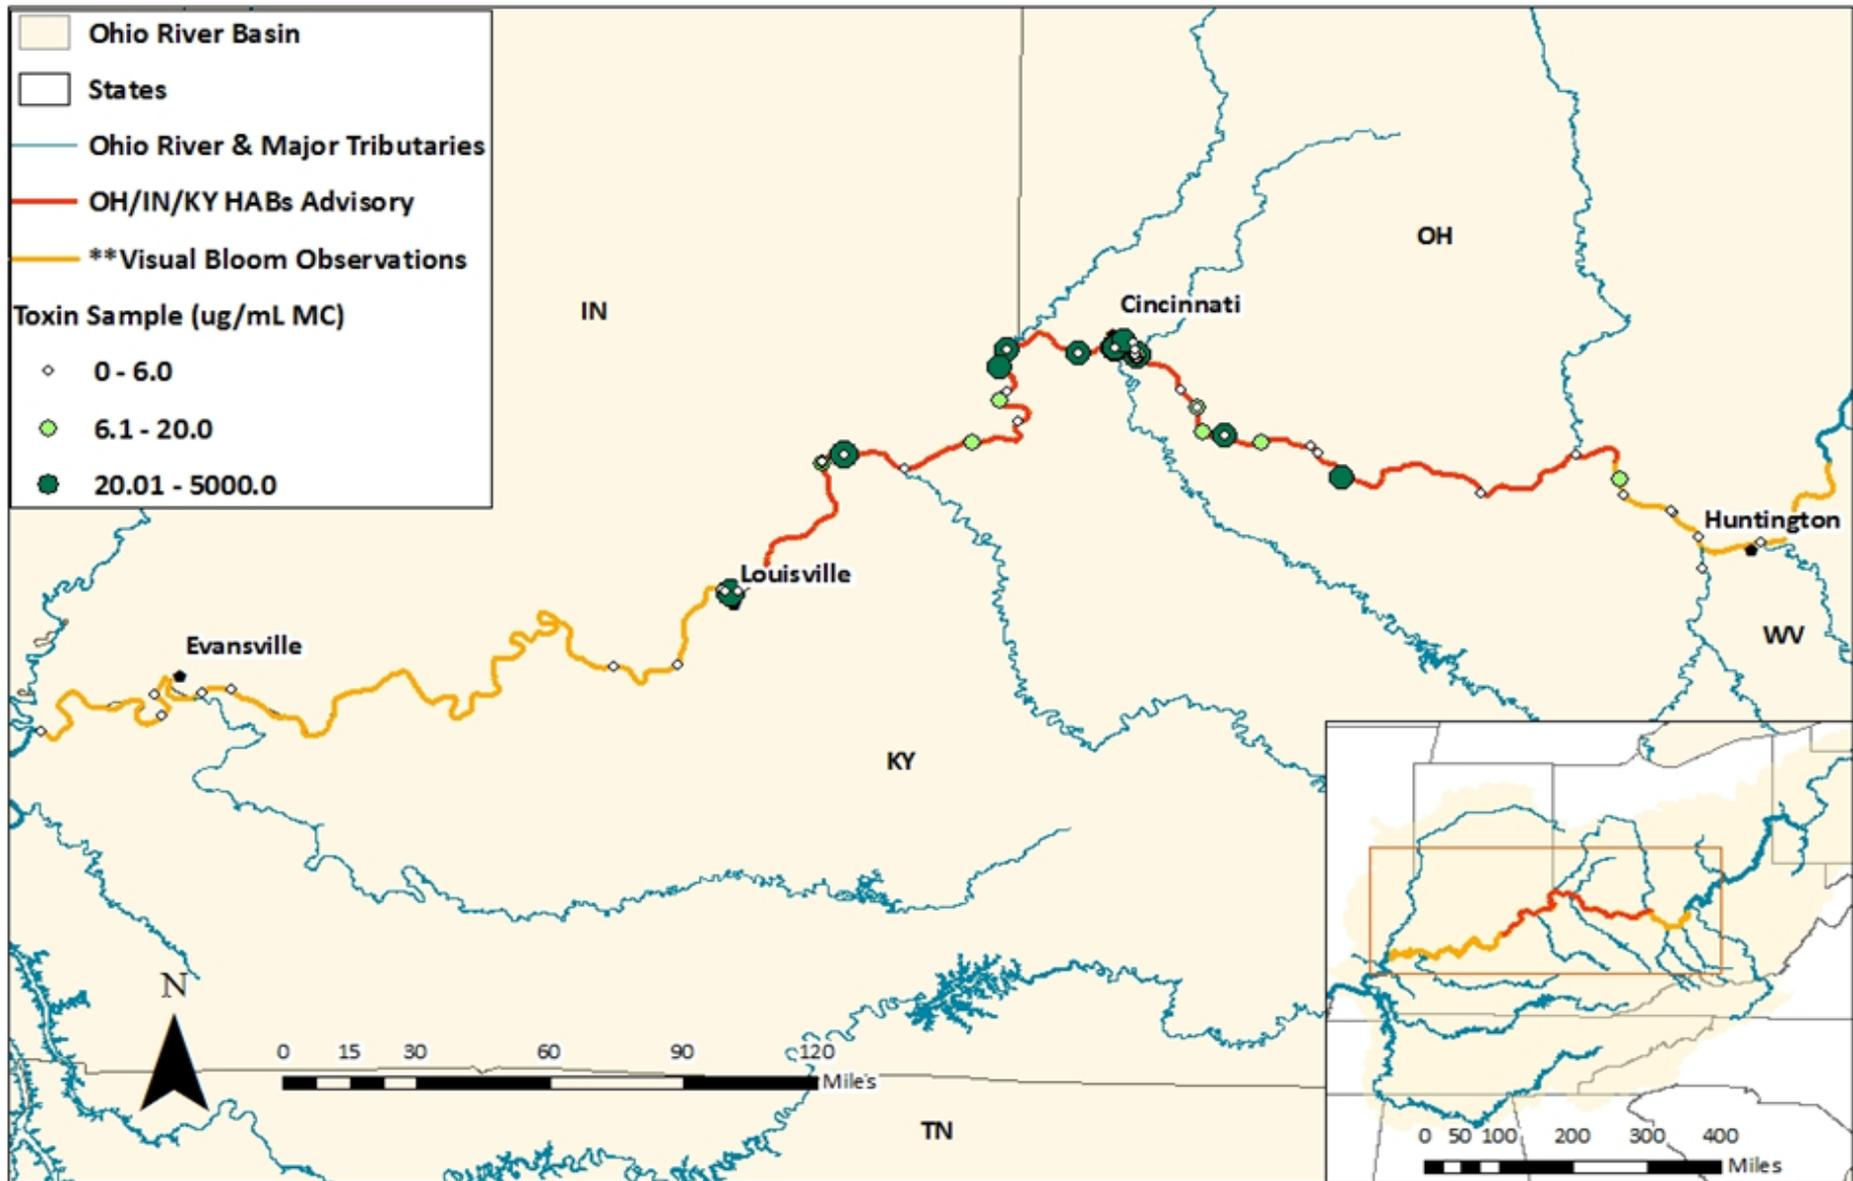 Ohio River Basin
States
Ohio River & Major Tributaries
OH/IN/KY HABs Advisory
**Visual Bloom Observations
Toxin Sample (ug/mL MC)
0 - 6.0
6.1 - 20.0
20.01 - 5000.0
IN
OH
Cincinnati
Huntington
Louisville
WV
Evansville
KY
N
0 15 30 60 90 120
Miles
TN
0 50 100 200 300 400
Miles